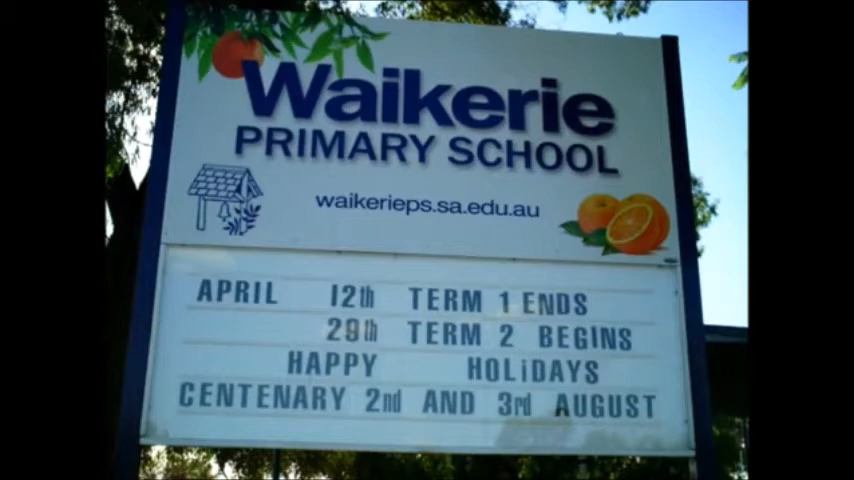 Waikerie
PRIMARY SCHOOL
waikerieps.sa.edu.au
APRIL 12th TERM 1 ENDS
29th TERM 2 BEGINS
HAPPY HOLiDAYS
CENTENARY 2nd AND 3rd AUGUST